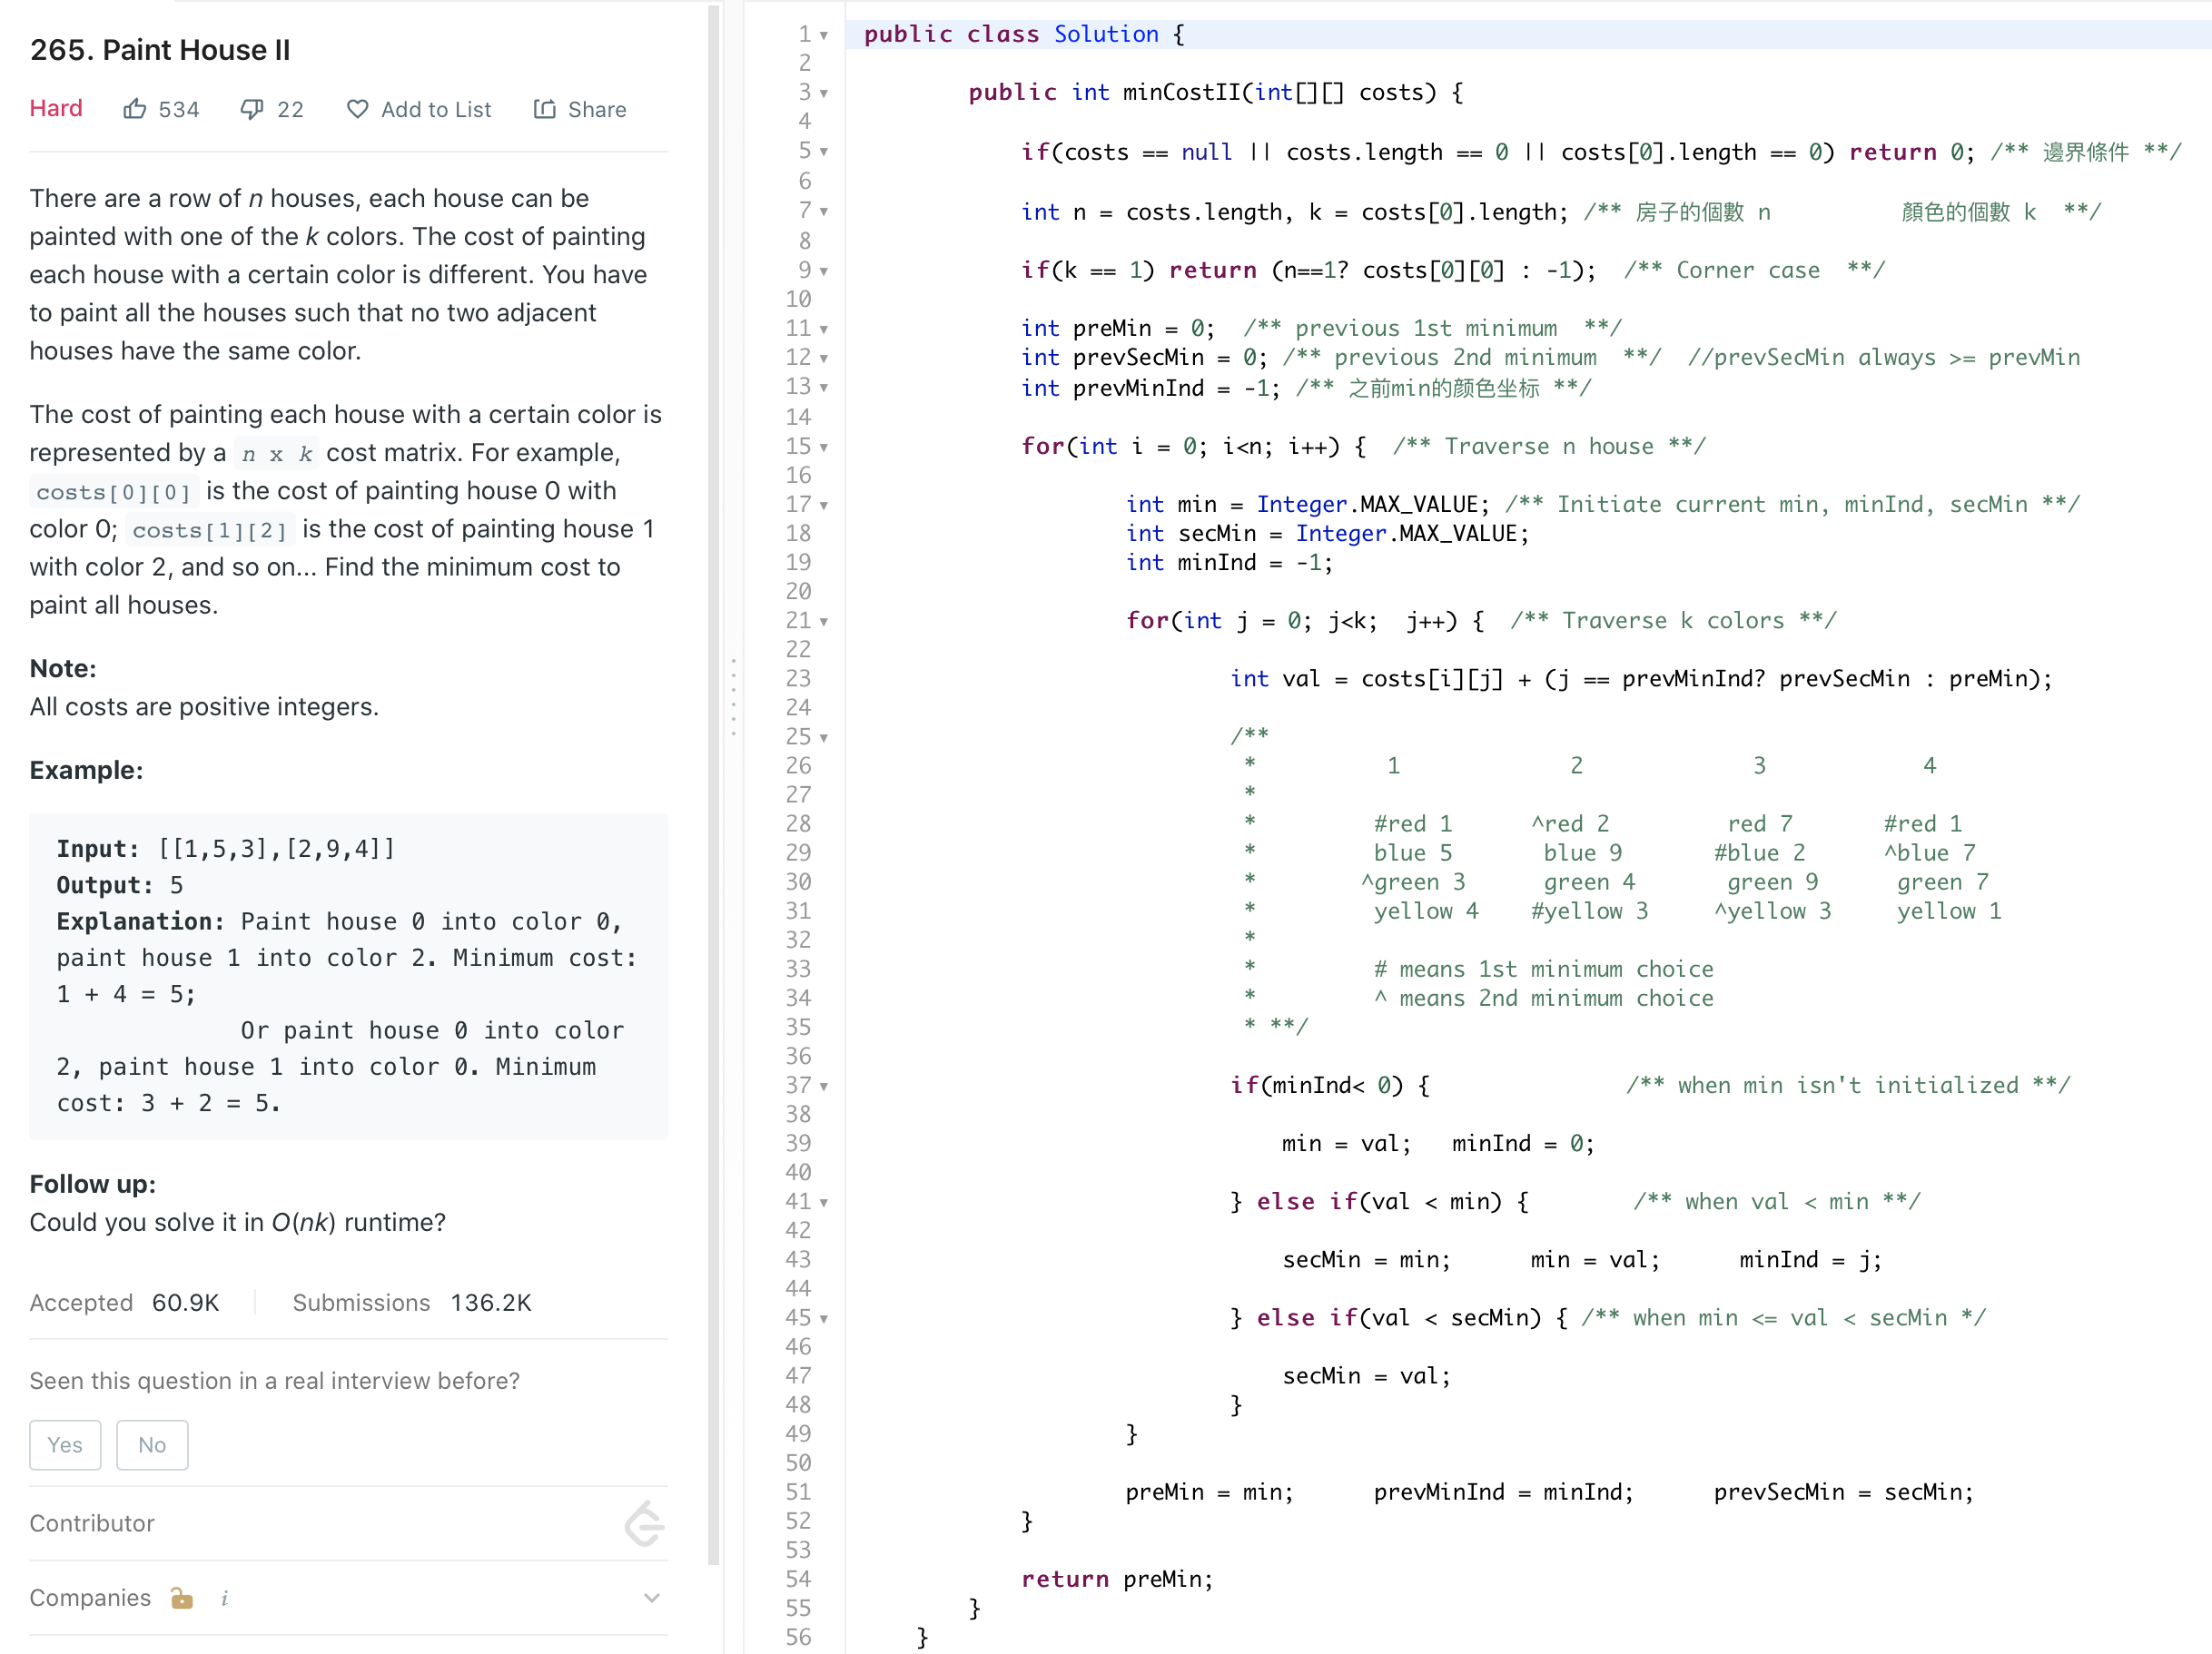 265. Paint House II
Hard 534 22 Add to List Share
There are a row of n houses, each house can be
painted with one of the k colors. The cost of painting
each house with a certain color is different. You have
to paint all the houses such that no two adjacent
houses have the same color.
The cost of painting each house with a certain color is
represented by a n x k cost matrix. For example,
costs[0][0] is the cost of painting house 0 with
color 0; costs[1][2] is the cost of painting house 1
with color 2, and so on... Find the minimum cost to
paint all houses.
Note:
All costs are positive integers.
Example:
Input: [[1,5,3],[2,9,4]]
Output: 5
Explanation: Paint house 0 into color 0,
paint house 1 into color 2. Minimum cost:
1 + 4 = 5;
Or paint house 0 into color
2, paint house 1 into color 0. Minimum
cost: 3 + 2 = 5.
Follow up:
Could you solve it in O(nk) runtime?
Accepted 60.9K Submissions 136.2K
Seen this question in a real interview before?
Yes No
Contributor
Companies i
1 public class Solution {
2
3 public int minCostII(int[][] costs) {
4
5 if(costs == null || costs.length == 0 || costs[0].length == 0) return 0; /** 邊界條件 **/
6
7 int n = costs.length, k = costs[0].length; /** 房子的個數 n 顏色的個數 k **/
8
9 if(k == 1) return (n==1? costs[0][0] : -1); /** Corner case **/
10
11 int preMin = 0; /** previous 1st minimum **/
12 int prevSecMin = 0; /** previous 2nd minimum **/ //prevSecMin always >= prevMin
13 int prevMinInd = -1; /** 之前min的颜色坐标 **/
14
15 for(int i = 0; i<n; i++) { /** Traverse n house **/
16
17 int min = Integer.MAX_VALUE; /** Initiate current min, minInd, secMin **/
18 int secMin = Integer.MAX_VALUE;
19 int minInd = -1;
20
21 for(int j = 0; j<k; j++) { /** Traverse k colors **/
22
23 int val = costs[i][j] + (j == prevMinInd? prevSecMin : preMin);
24
25 /**
26 * 1 2 3 4
27 *
28 * #red 1 ^red 2 red 7 #red 1
29 * blue 5 blue 9 #blue 2 ^blue 7
30 * ^green 3 green 4 green 9 green 7
31 * yellow 4 #yellow 3 ^yellow 3 yellow 1
32 *
33 * # means 1st minimum choice
34 * ^ means 2nd minimum choice
35 * **/
36
37 if(minInd< 0) { /** when min isn't initialized **/
38
39 min = val; minInd = 0;
40
41 } else if(val < min) { /** when val < min **/
42
43 secMin = min; min = val; minInd = j;
44
45 } else if(val < secMin) { /** when min <= val < secMin */
46
47 secMin = val;
48 }
49 }
50
51 preMin = min; prevMinInd = minInd; prevSecMin = secMin;
52 }
53
54 return preMin;
55 }
56 }